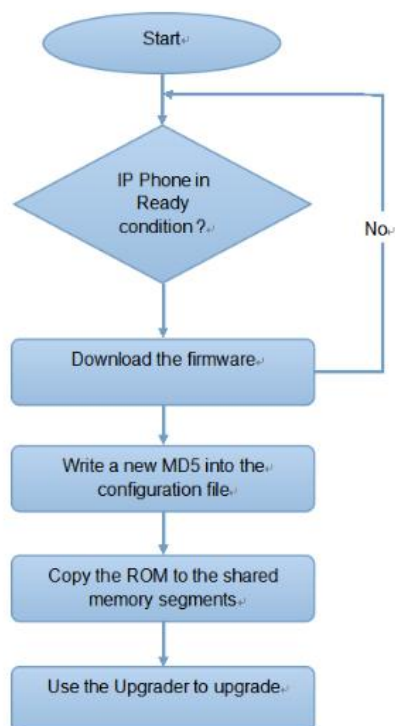 Start
IP Phone in
Ready
condition?
No
Download the firmware
Write a new MD5 into the
configuration file
Copy the ROM to the shared
memory segments
Use the Upgrader to upgrade